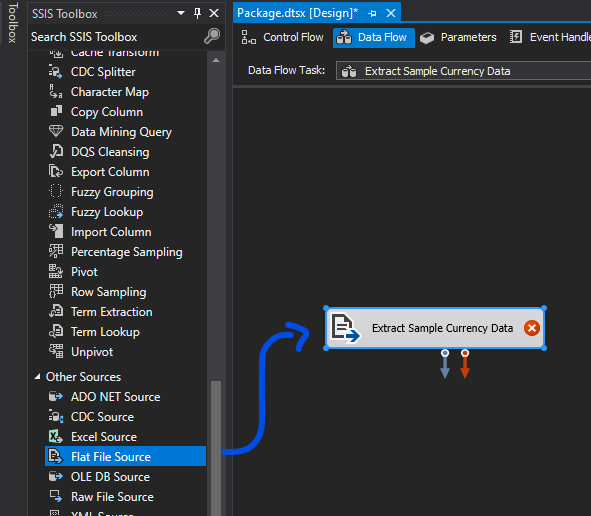 Toolbox
SSIS Toolbox
Search SSIS Toolbox
Cache Transform
CDC Splitter
Character Map
Copy Column
Data Mining Query
DQS Cleansing
Export Column
Fuzzy Grouping
Fuzzy Lookup
Import Column
Percentage Sampling
Pivot
Row Sampling
Term Extraction
Term Lookup
Unpivot
Other Sources
ADO NET Source
CDC Source
Excel Source
Flat File Source
OLE DB Source
Raw File Source
XML Source
Package.dtsx [Design]*
Control Flow
Data Flow
Parameters
Event Handle
Data Flow Task:
Extract Sample Currency Data
Extract Sample Currency Data